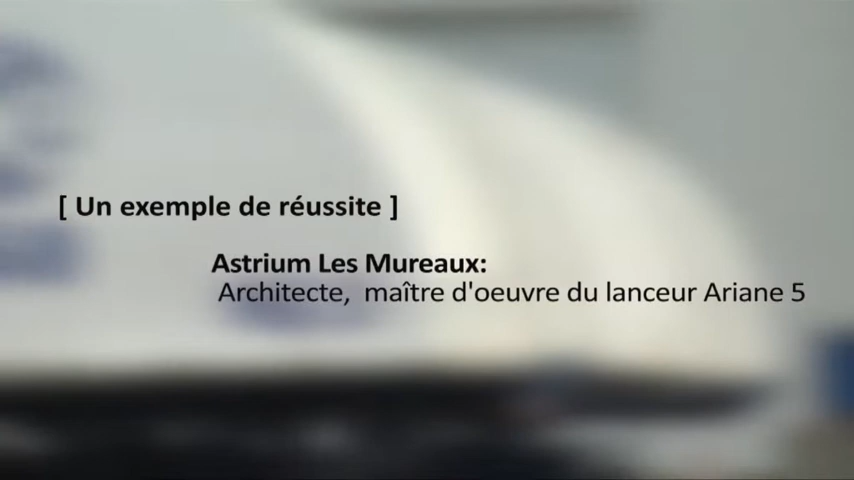 [ Un exemple de réussite ]
Astrium Les Mureaux:
Architecte, maître d'oeuvre du lanceur Ariane 5